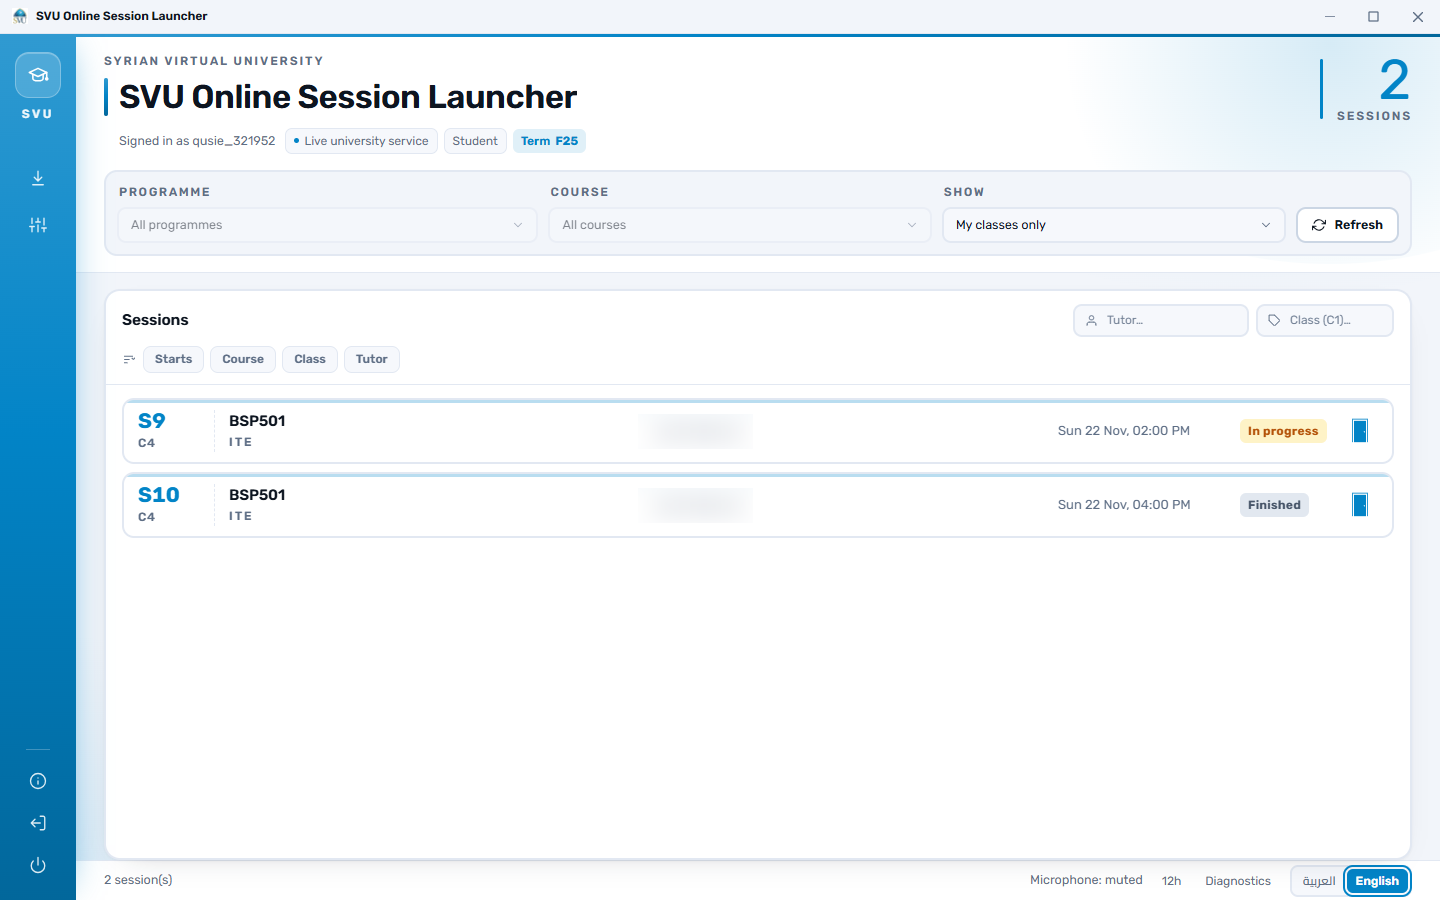 SVU Online Session Launcher
SVU
SYRIAN VIRTUAL UNIVERSITY
SVU Online Session Launcher
Signed in as qusie_321952
Live university service
Student
Term F25
2
SESSIONS
PROGRAMME
COURSE
SHOW
All programmes
All courses
My classes only
Refresh
Sessions
Tutor...
Class (C1)...
Starts
Course
Class
Tutor
S9
C4
BSP501
ITE
Sun 22 Nov, 02:00 PM
In progress
S10
C4
BSP501
ITE
Sun 22 Nov, 04:00 PM
Finished
2 session(s)
Microphone: muted
12h
Diagnostics
العربية
English